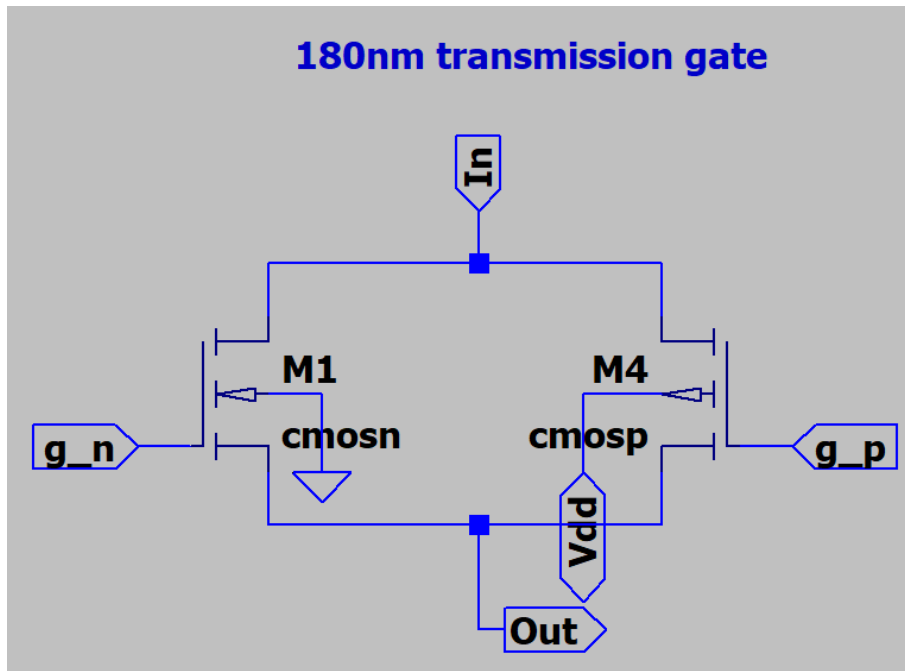 180nm transmission gate
In
M1
M4
cmosn
cmosp
g_n
g_p
Vdd
Out